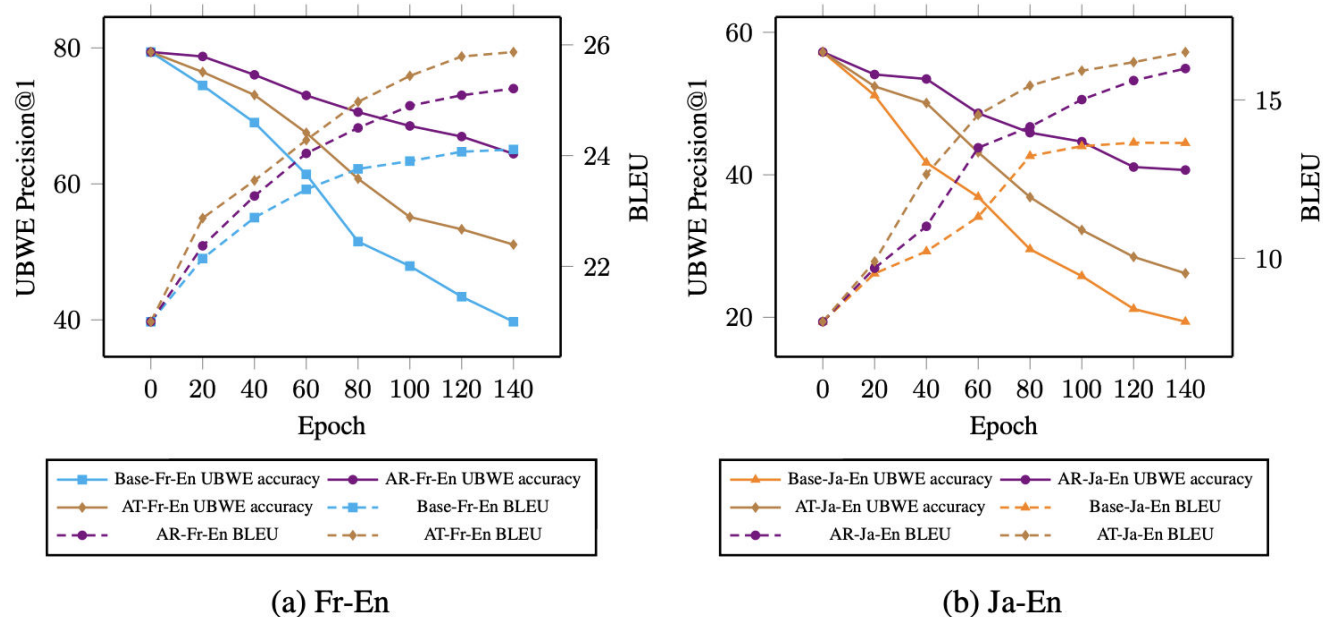 80
60
40
UBWE Precision@1
26
24
22
BLEU
0 20 40 60 80 100 120 140
Epoch
Base-Fr-En UBWE accuracy AR-Fr-En UBWE accuracy
AT-Fr-En UBWE accuracy Base-Fr-En BLEU
AR-Fr-En BLEU AT-Fr-En BLEU
(a) Fr-En
60
40
20
UBWE Precision@1
15
10
BLEU
0 20 40 60 80 100 120 140
Epoch
Base-Ja-En UBWE accuracy AR-Ja-En UBWE accuracy
AT-Ja-En UBWE accuracy Base-Ja-En BLEU
AR-Ja-En BLEU AT-Ja-En BLEU
(b) Ja-En